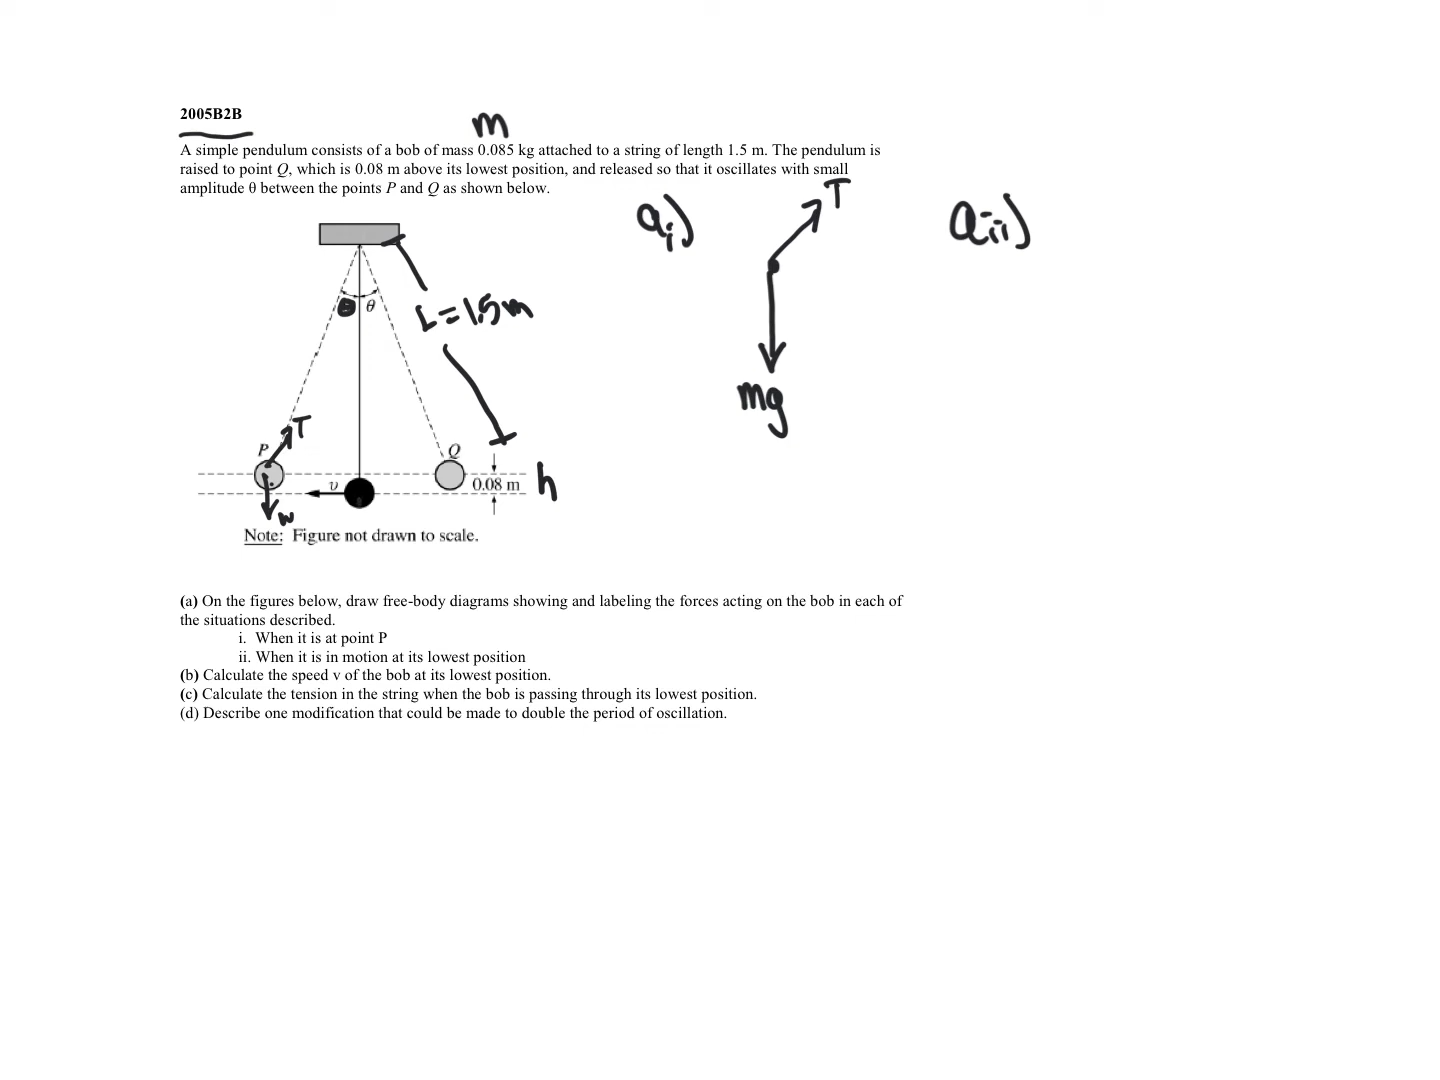 2005B2B
m
A simple pendulum consists of a bob of mass 0.085 kg attached to a string of length 1.5 m. The pendulum is
raised to point Q, which is 0.08 m above its lowest position, and released so that it oscillates with small
amplitude θ between the points P and Q as shown below.
ai)
T
mg
aii)
θ θ
L=1.5m
T
P
Q
v
0.08 m
h
W
Note: Figure not drawn to scale.
(a) On the figures below, draw free-body diagrams showing and labeling the forces acting on the bob in each of
the situations described.
i. When it is at point P
ii. When it is in motion at its lowest position
(b) Calculate the speed v of the bob at its lowest position.
(c) Calculate the tension in the string when the bob is passing through its lowest position.
(d) Describe one modification that could be made to double the period of oscillation.